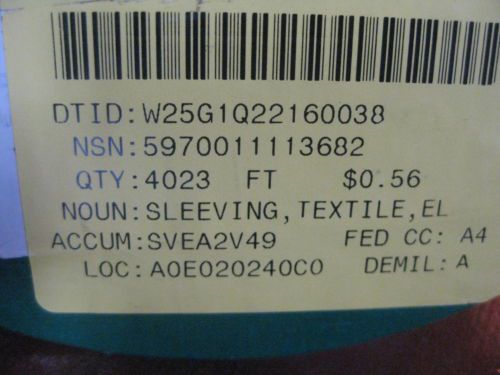 DTID:W25G1Q22160038
NSN:5970011113682
QTY:4023 FT $0.56
NOUN:SLEEVING,TEXTILE,EL
ACCUM:SVEA2V49 FED CC: A4
LOC:A0E020240C0 DEMIL:A